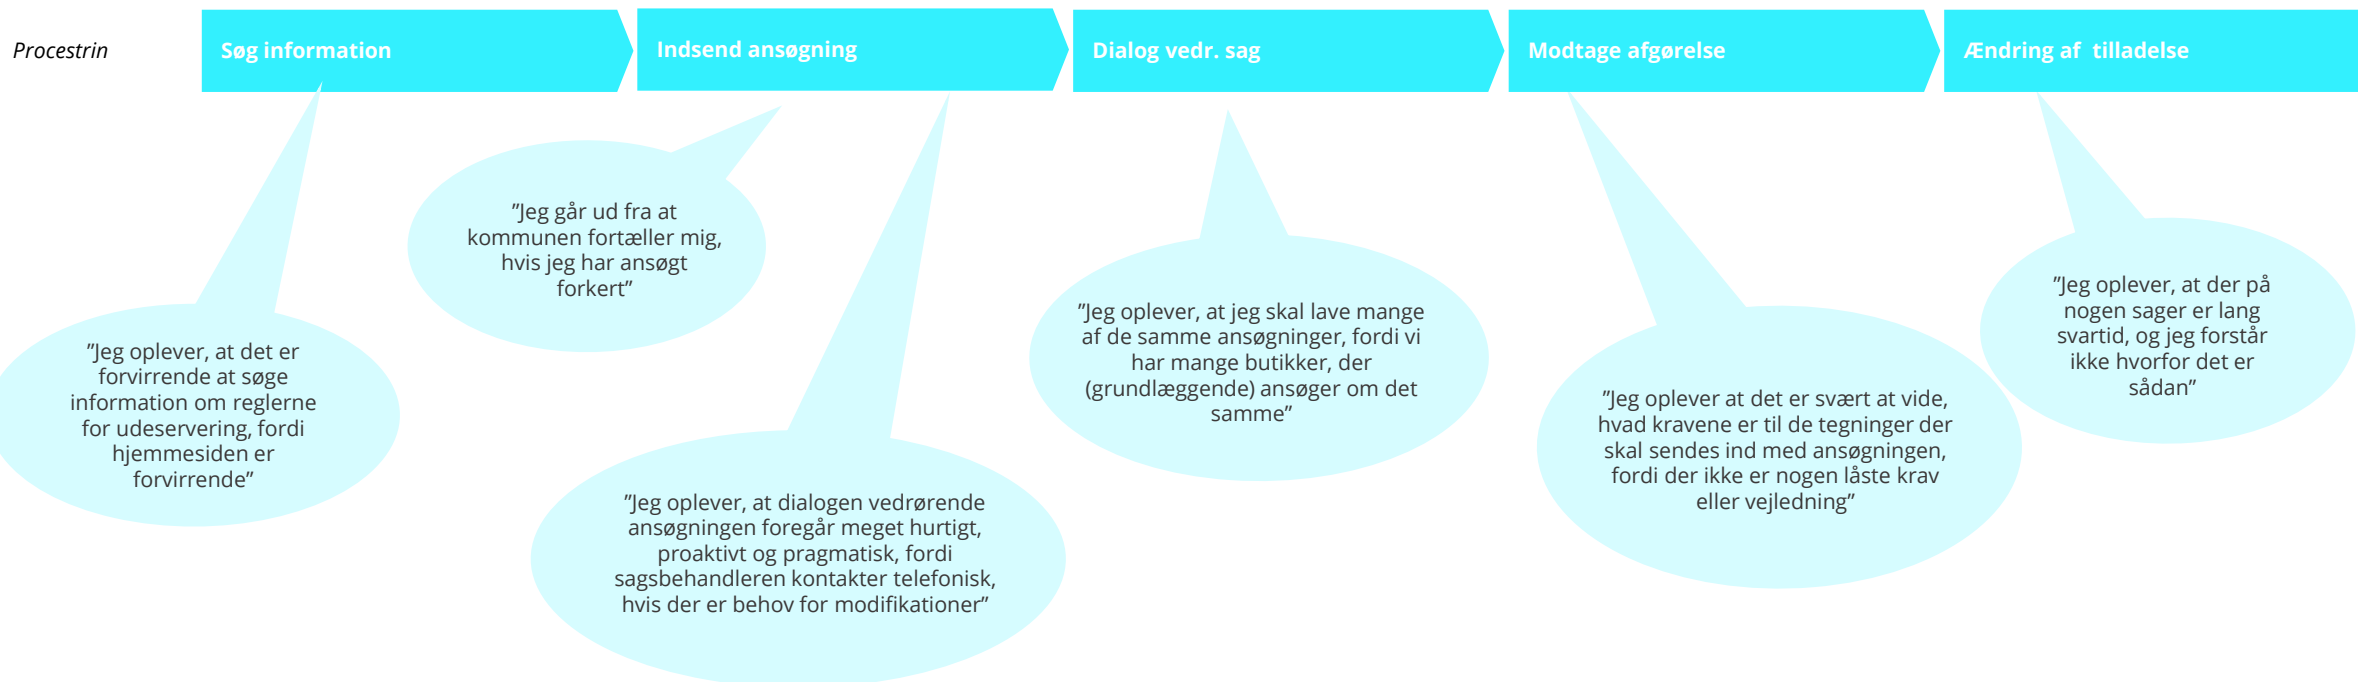 Procestrin
Søg information
Indsend ansøgning
Dialog vedr. sag
Modtage afgørelse
Ændring af  tilladelse
”Jeg oplever, at det er
forvirrende at søge
information om reglerne
for udeservering, fordi
hjemmesiden er
forvirrende”
”Jeg går ud fra at
kommunen fortæller mig,
hvis jeg har ansøgt
forkert”
”Jeg oplever, at dialogen vedrørende
ansøgningen foregår meget hurtigt,
proaktivt og pragmatisk, fordi
sagsbehandleren kontakter telefonisk,
hvis der er behov for modifikationer”
”Jeg oplever, at jeg skal lave mange
af de samme ansøgninger, fordi vi
har mange butikker, der
(grundlæggende) ansøger om det
samme”
”Jeg oplever at det er svært at vide,
hvad kravene er til de tegninger der
skal sendes ind med ansøgningen,
fordi der ikke er nogen låste krav
eller vejledning”
”Jeg oplever, at der på
nogen sager er lang
svartid, og jeg forstår
ikke hvorfor det er
sådan”